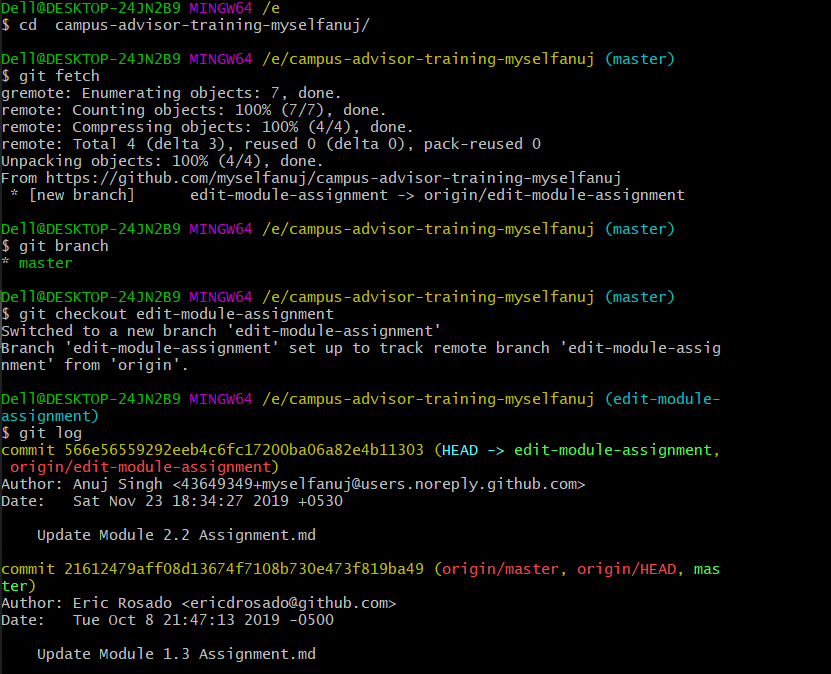 Dell@DESKTOP-24JN2B9 MINGW64 /e
$ cd  campus-advisor-training-myselfanuj/
Dell@DESKTOP-24JN2B9 MINGW64 /e/campus-advisor-training-myselfanuj (master)
$ git fetch
gremote: Enumerating objects: 7, done.
remote: Counting objects: 100% (7/7), done.
remote: Compressing objects: 100% (4/4), done.
remote: Total 4 (delta 3), reused 0 (delta 0), pack-reused 0
Unpacking objects: 100% (4/4), done.
From https://github.com/myselfanuj/campus-advisor-training-myselfanuj
 * [new branch]      edit-module-assignment -> origin/edit-module-assignment
Dell@DESKTOP-24JN2B9 MINGW64 /e/campus-advisor-training-myselfanuj (master)
$ git branch
* master
Dell@DESKTOP-24JN2B9 MINGW64 /e/campus-advisor-training-myselfanuj (master)
$ git checkout edit-module-assignment
Switched to a new branch 'edit-module-assignment'
Branch 'edit-module-assignment' set up to track remote branch 'edit-module-assig
nment' from 'origin'.
Dell@DESKTOP-24JN2B9 MINGW64 /e/campus-advisor-training-myselfanuj (edit-module-
assignment)
$ git log
commit 566e56559292eeb4c6fc17200ba06a82e4b11303 (HEAD -> edit-module-assignment,
 origin/edit-module-assignment)
Author: Anuj Singh <43649349+myselfanuj@users.noreply.github.com>
Date:   Sat Nov 23 18:34:27 2019 +0530
    Update Module 2.2 Assignment.md
commit 21612479aff08d13674f7108b730e473f819ba49 (origin/master, origin/HEAD, mas
ter)
Author: Eric Rosado <ericdrosado@github.com>
Date:   Tue Oct 8 21:47:13 2019 -0500
    Update Module 1.3 Assignment.md